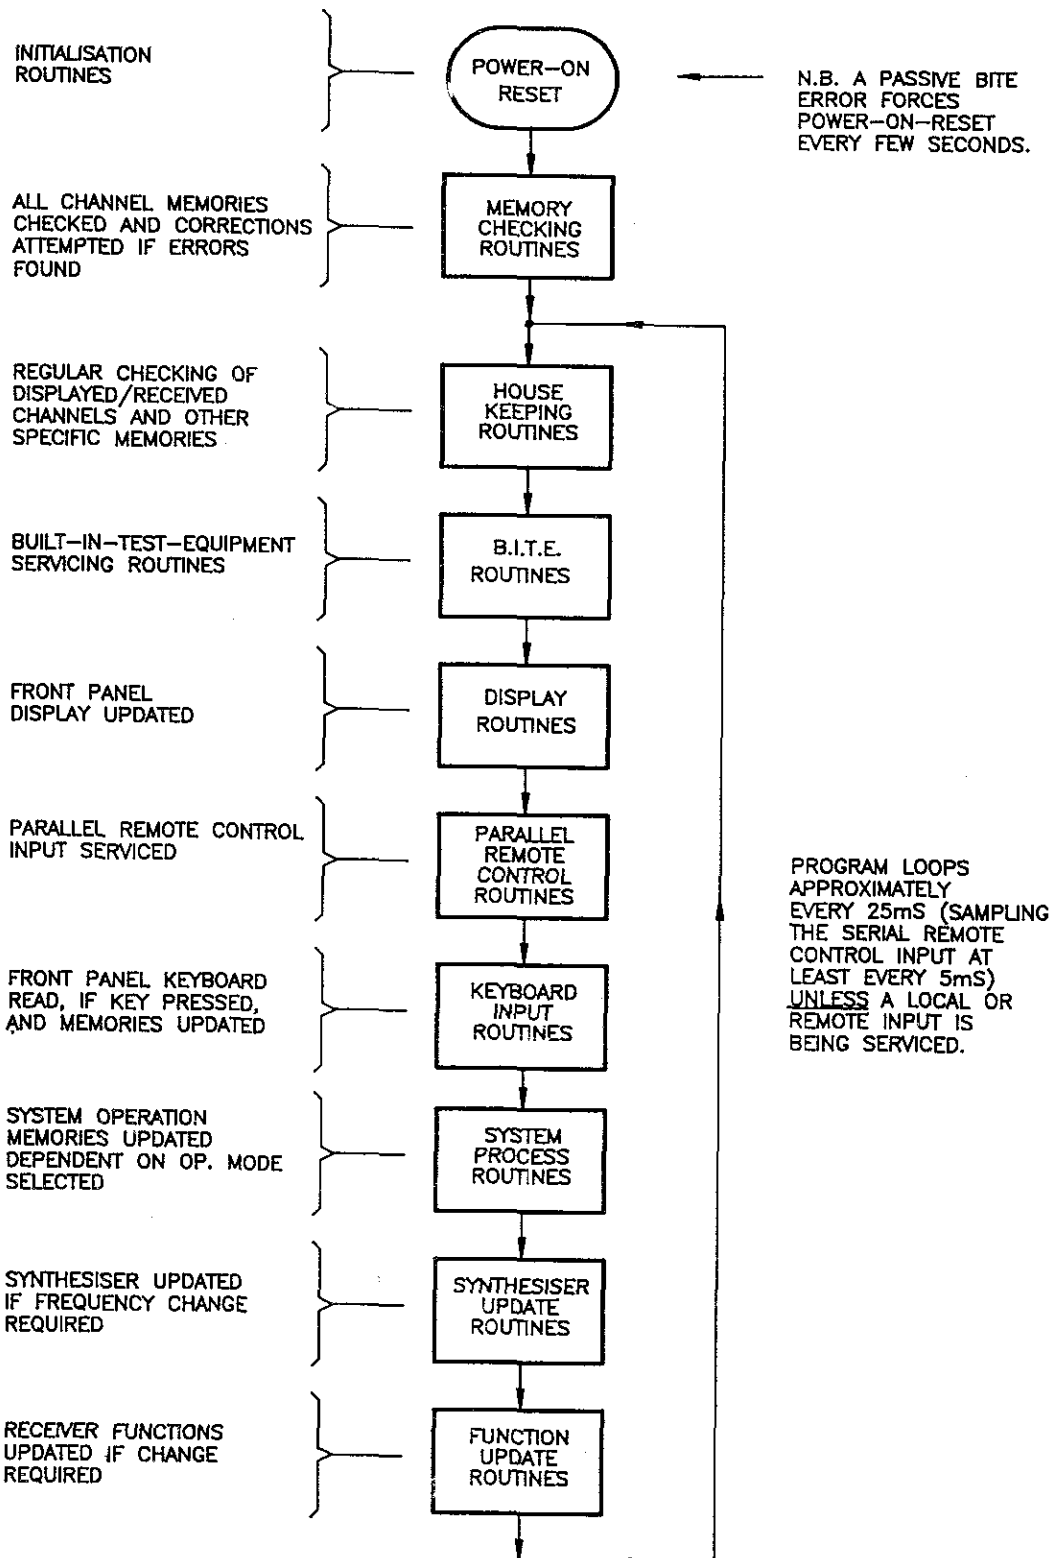 INITIALISATION
ROUTINES
POWER-ON
RESET
N.B. A PASSIVE BITE
ERROR FORCES
POWER-ON-RESET
EVERY FEW SECONDS.
ALL CHANNEL MEMORIES
CHECKED AND CORRECTIONS
ATTEMPTED IF ERRORS
FOUND
MEMORY
CHECKING
ROUTINES
REGULAR CHECKING OF
DISPLAYED/RECEIVED
CHANNELS AND OTHER
SPECIFIC MEMORIES
HOUSE
KEEPING
ROUTINES
BUILT-IN-TEST-EQUIPMENT
SERVICING ROUTINES
B.I.T.E.
ROUTINES
FRONT PANEL
DISPLAY UPDATED
DISPLAY
ROUTINES
PARALLEL REMOTE CONTROL
INPUT SERVICED
PARALLEL
REMOTE
CONTROL
ROUTINES
PROGRAM LOOPS
APPROXIMATELY
EVERY 25mS (SAMPLING
THE SERIAL REMOTE
CONTROL INPUT AT
LEAST EVERY 5mS)
UNLESS A LOCAL OR
REMOTE INPUT IS
BEING SERVICED.
FRONT PANEL KEYBOARD
READ, IF KEY PRESSED,
AND MEMORIES UPDATED
KEYBOARD
INPUT
ROUTINES
SYSTEM OPERATION
MEMORIES UPDATED
DEPENDENT ON OP. MODE
SELECTED
SYSTEM
PROCESS
ROUTINES
SYNTHESISER UPDATED
IF FREQUENCY CHANGE
REQUIRED
SYNTHESISER
UPDATE
ROUTINES
RECEIVER FUNCTIONS
UPDATED IF CHANGE
REQUIRED
FUNCTION
UPDATE
ROUTINES